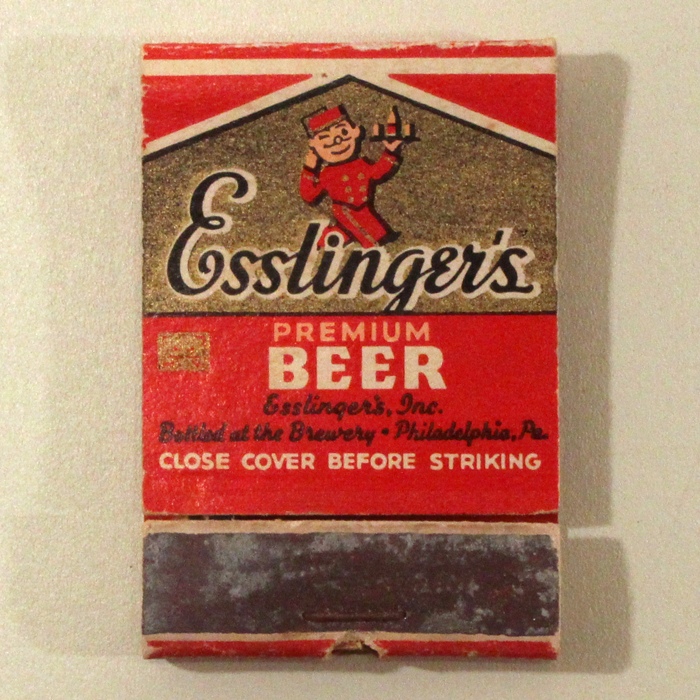 Esslinger's
PREMIUM
BEER
Esslinger's, Inc.
Bottled at the Brewery • Philadelphia, Pa.
CLOSE COVER BEFORE STRIKING